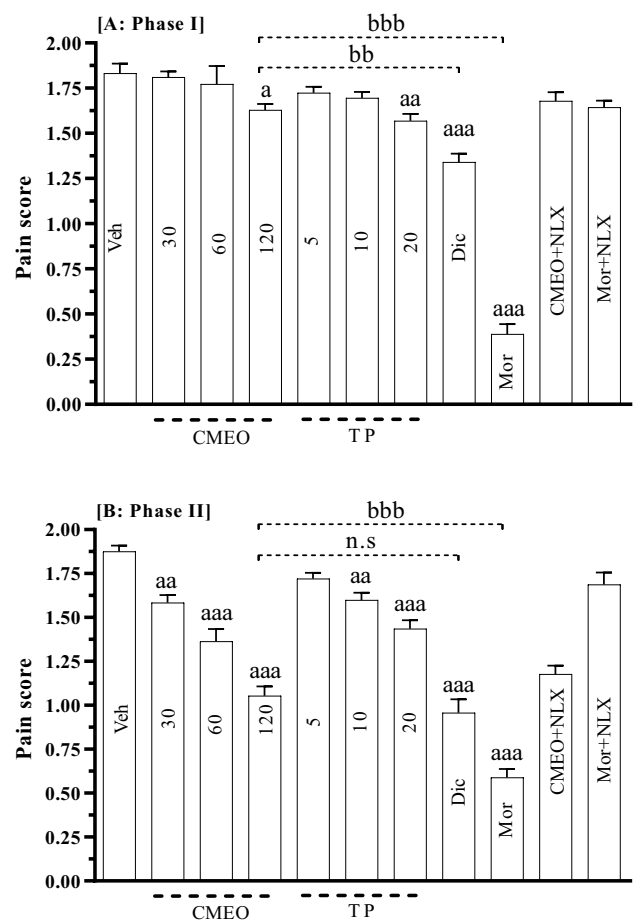 [A: Phase I]
bbb
bb
a
aa
aaa
aaa
2.00
1.75
1.50
1.25
1.00
0.75
0.50
0.25
0.00
Pain score
Veh
30
60
120
5
10
20
Dic
Mor
CMEO+NLX
Mor+NLX
CMEO
TP
[B: Phase II]
bbb
n.s
aa
aaa
aaa
aa
aaa
aaa
aaa
2.00
1.75
1.50
1.25
1.00
0.75
0.50
0.25
0.00
Pain score
Veh
30
60
120
5
10
20
Dic
Mor
CMEO+NLX
Mor+NLX
CMEO
TP